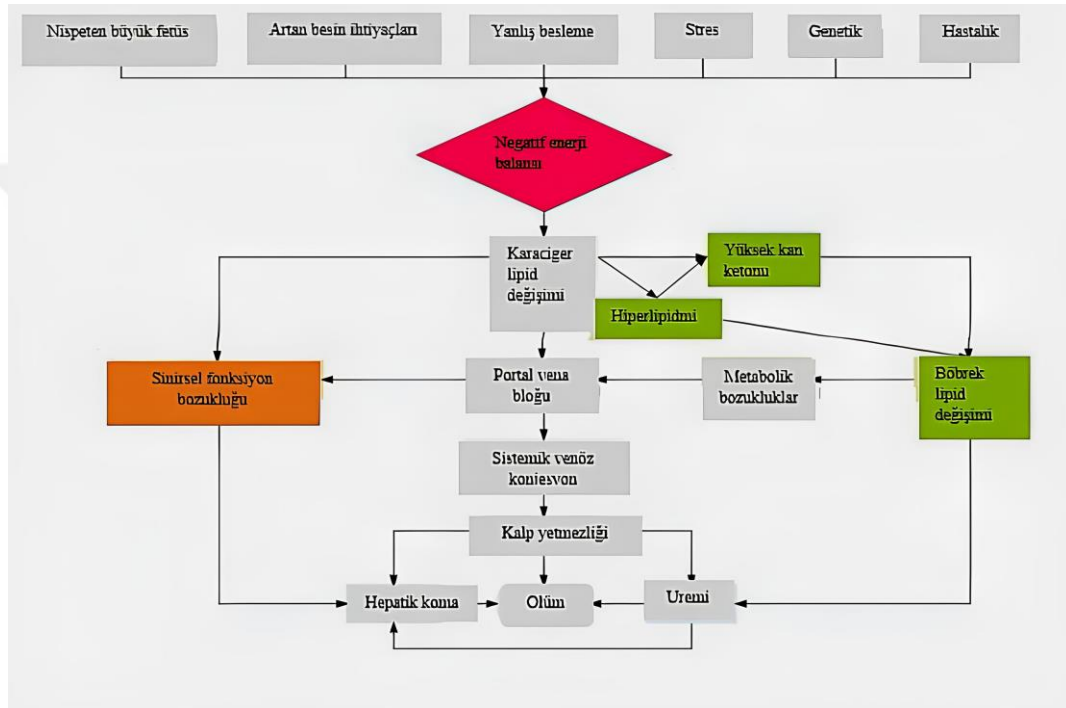 Nispeten büyük fetüs
Artan besin ihtiyaçları
Yanlış besleme
Stres
Genetik
Hastalık
Negatif enerji
balansı
Karaciger
lipid
değişimi
Yüksek kan
ketonu
Hiperlipidmi
Sinirsel fonksiyon
bozukluğu
Portal vena
bloğu
Metabolik
bozukluklar
Böbrek
lipid
değişimi
Sistemik venöz
konjesyon
Kalp yetmezliği
Hepatik koma
Olüm
Uremi